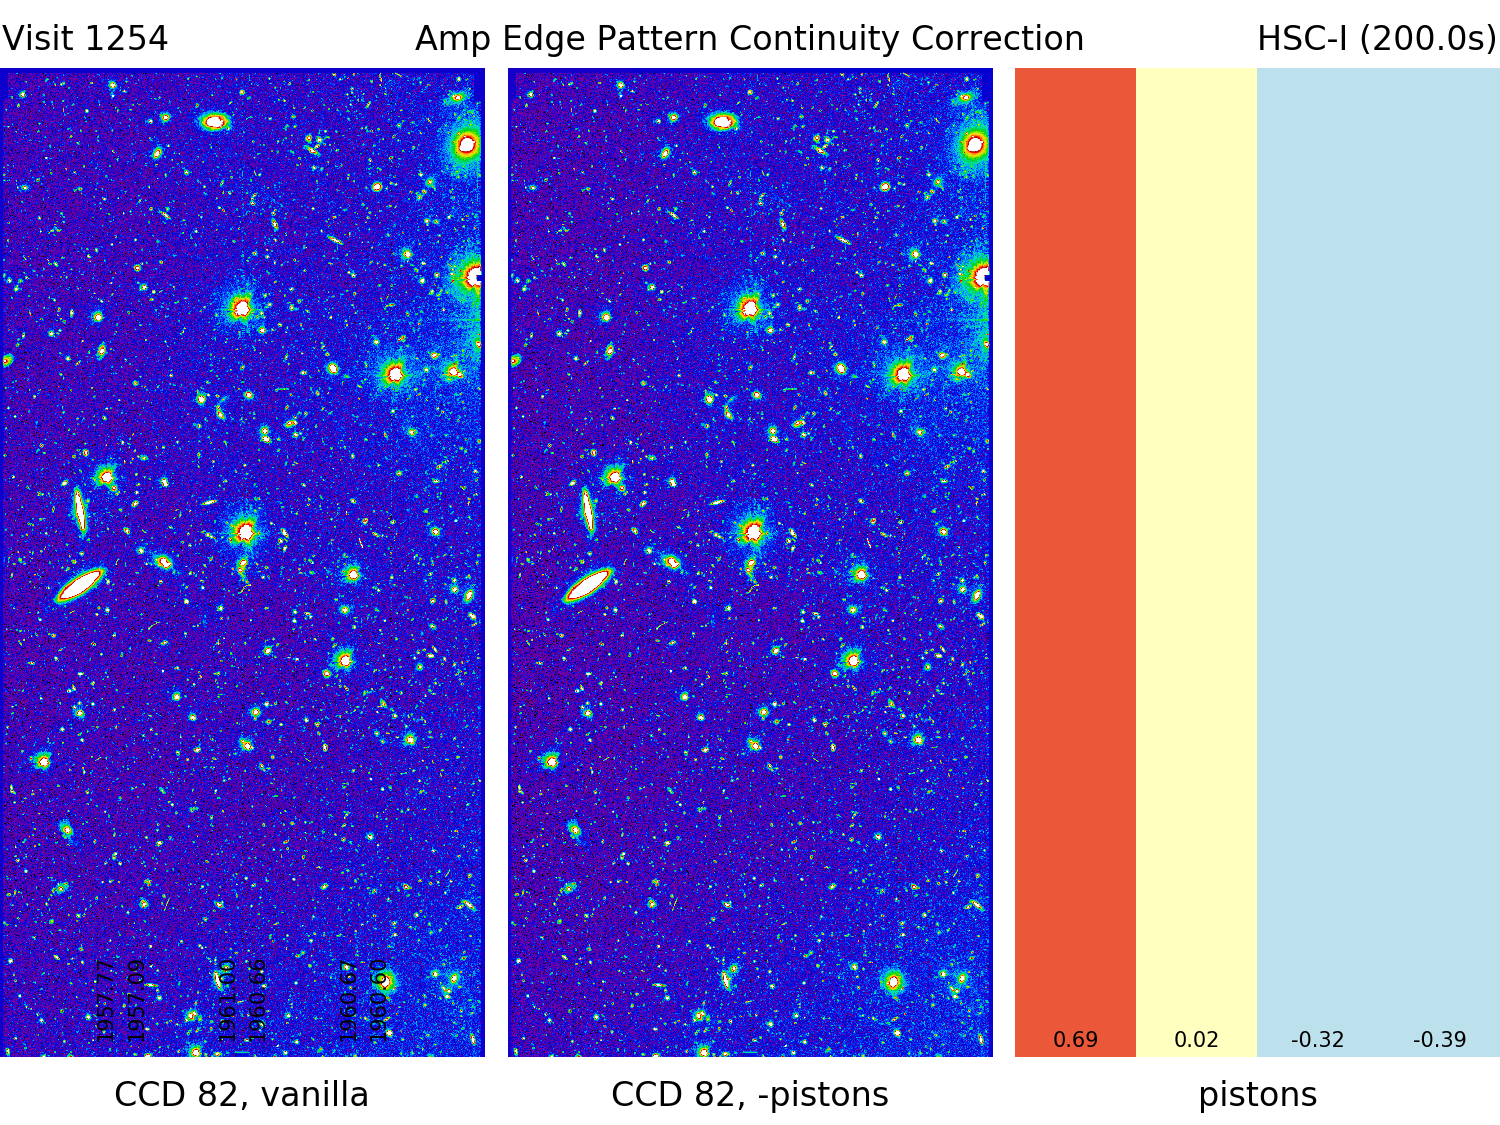 Visit 1254
Amp Edge Pattern Continuity Correction
HSC-I (200.0s)
1957.77
1957.09
1961.00
1960.66
1960.67
1960.60
0.69
0.02
-0.32
-0.39
CCD 82, vanilla
CCD 82, -pistons
pistons